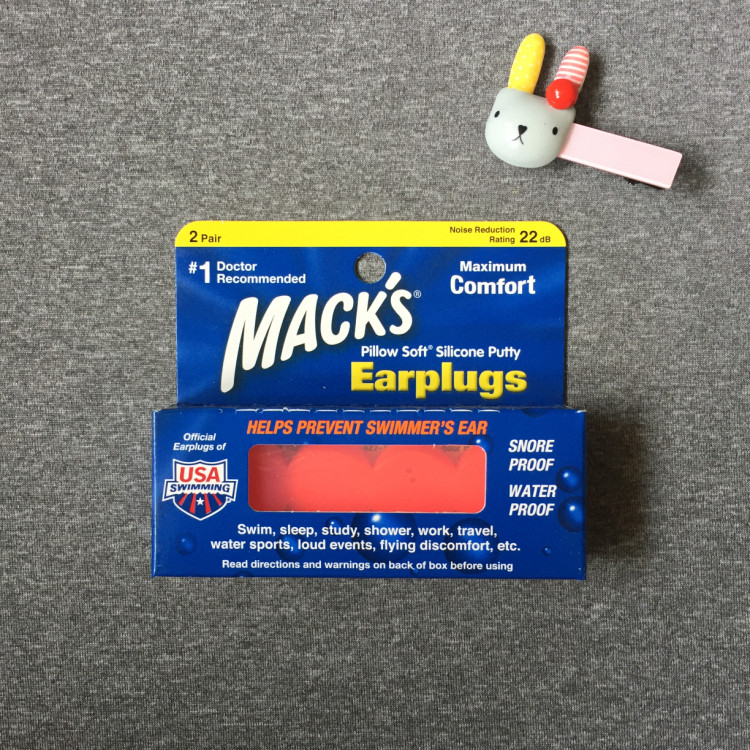 2 Pair
Noise Reduction
Rating 22 dB
#1 Doctor
Recommended
Maximum
Comfort
MACK'S®
Pillow Soft® Silicone Putty
Earplugs
HELPS PREVENT SWIMMER'S EAR
Official
Earplugs of
USA
SWIMMING
SNORE
PROOF
WATER
PROOF
Swim, sleep, study, shower, work, travel,
water sports, loud events, flying discomfort, etc.
Read directions and warnings on back of box before using